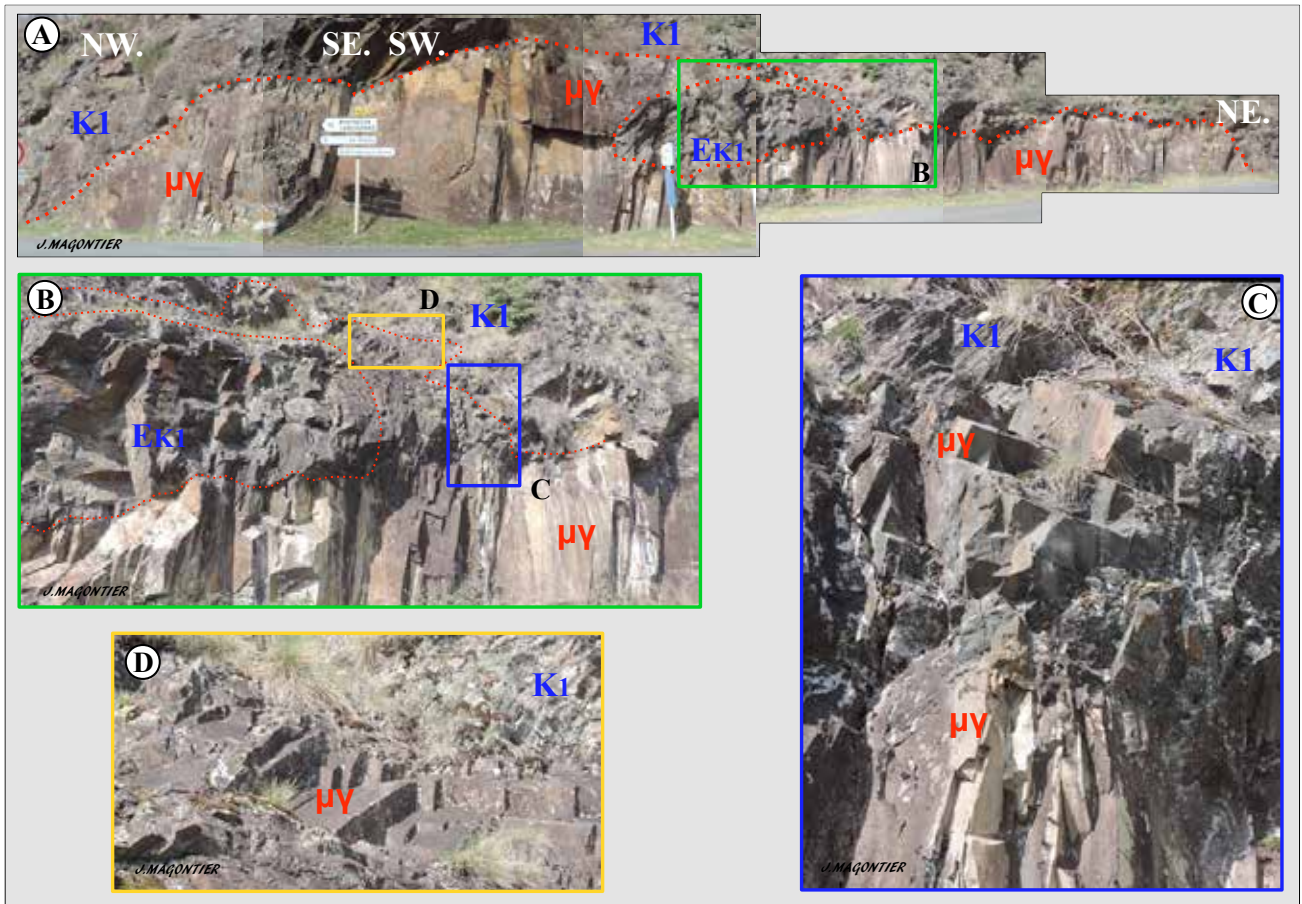 A
NW.
SE. SW.
K1
NE.
K1
μγ
μγ
EK1
μγ
B
J.MAGONTIER
B
D
K1
EK1
C
μγ
J.MAGONTIER
C
K1
K1
μγ
μγ
J.MAGONTIER
D
K1
μγ
J.MAGONTIER